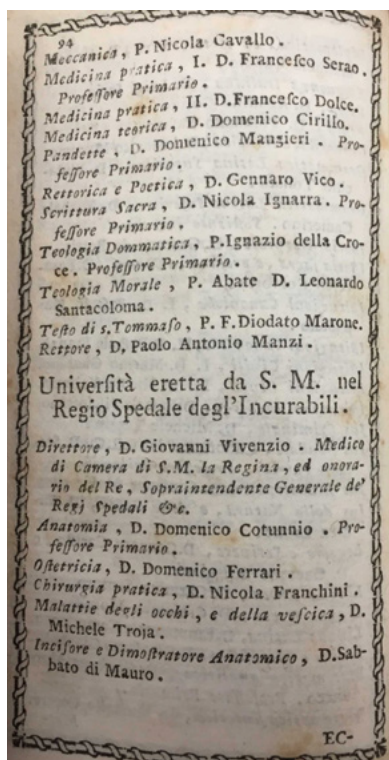 94
Meccanica, P. Nicola Cavallo.
Medicina pratica, I. D. Franceſco Serao.
Profeſſore Primario.
Medicina pratica, II. D.Franceſco Dolce.
Medicina teorica, D. Domenico Cirillo.
Pandette, D. Domenico Mangieri. Pro-
feſſore Primario.
Rettorica e Poetica, D. Gennaro Vico.
Scrittura Sacra, D. Nicola Ignarra. Pro-
feſſore Primario.
Teologia Dommatica, P.Ignazio della Cro-
ce. Profeſſore Primario.
Teologia Morale, P. Abate D. Leonardo
Santacoloma.
Teſto di s.Tommaſo, P. F.Diodato Marone.
Rettore, D. Paolo Antonio Manzi.
Univerſità eretta da S. M. nel
Regio Spedale degl'Incurabili.
Direttore, D. Giovanni Vivenzio. Medico
di Camera di S.M. la Regina, ed onora-
rio del Re, Sopraintendente Generale de'
Regj Spedali &c.
Anatomia, D. Domenico Cotunnio. Pro-
feſſore Primario.
Oſtetricia, D. Domenico Ferrari.
Chirurgia pratica, D. Nicola Franchini.
Malattie degli occhi, e della veſcica, D.
Michele Troja.
Inciſore e Dimoſtratore Anatomico, D.Sab-
bato di Mauro.
EC-